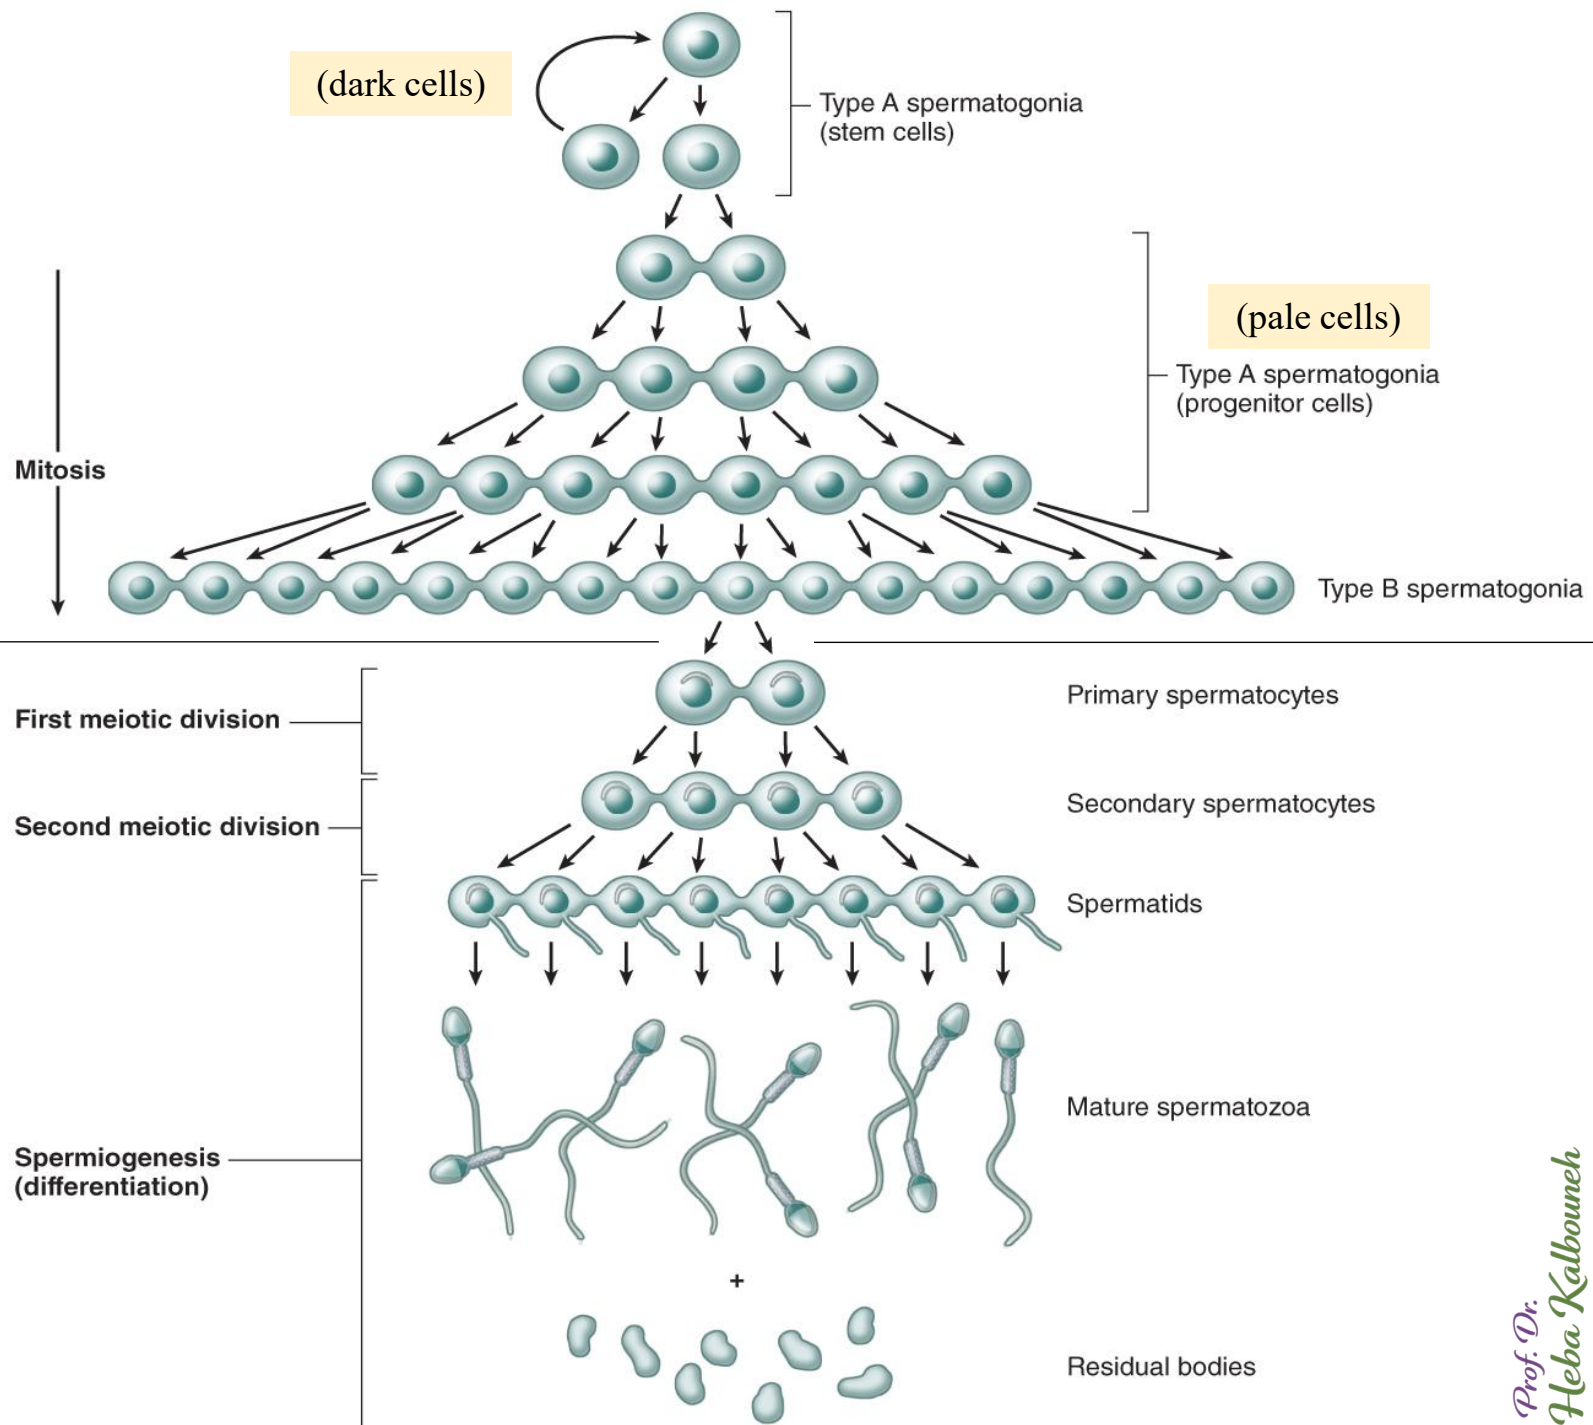 (dark cells)
Type A spermatogonia
(stem cells)
(pale cells)
Type A spermatogonia
(progenitor cells)
Mitosis
Type B spermatogonia
Primary spermatocytes
First meiotic division
Secondary spermatocytes
Second meiotic division
Spermatids
Mature spermatozoa
Spermiogenesis
(differentiation)
+
Residual bodies
Prof. Dr.
Heba Kalbouneh